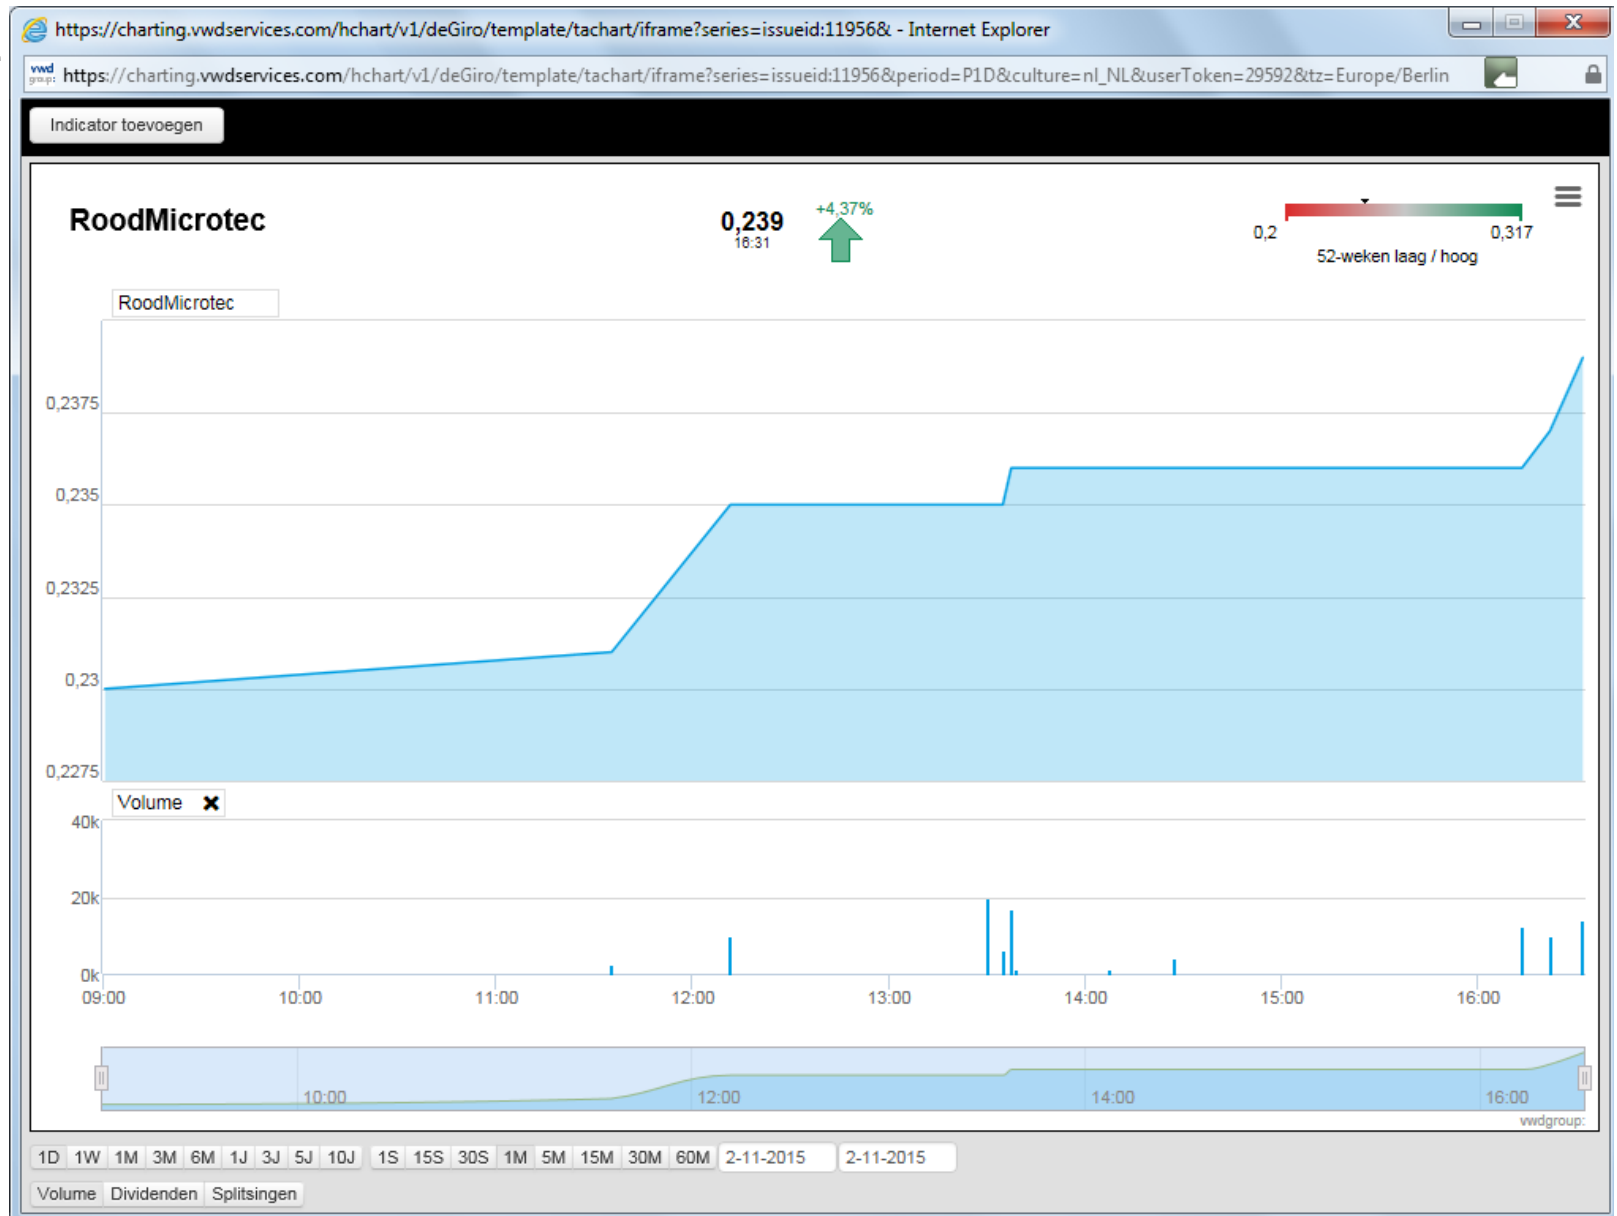 https://charting.vwdservices.com/hchart/v1/deGiro/template/tachart/iframe?series=issueid:11956& - Internet Explorer
vwd group: https://charting.vwdservices.com/hchart/v1/deGiro/template/tachart/iframe?series=issueid:11956&period=P1D&culture=nl_NL&userToken=29592&tz=Europe/Berlin
Indicator toevoegen
RoodMicrotec
0,239
16:31
+4,37%
0,2
0,317
52-weken laag / hoog
RoodMicrotec
0,2375
0,235
0,2325
0,23
0,2275
Volume
40k
20k
0k
09:00 10:00 11:00 12:00 13:00 14:00 15:00 16:00
10:00 12:00 14:00 16:00
vwdgroup:
1D 1W 1M 3M 6M 1J 3J 5J 10J 1S 15S 30S 1M 5M 15M 30M 60M 2-11-2015 2-11-2015
Volume Dividenden Splitsingen